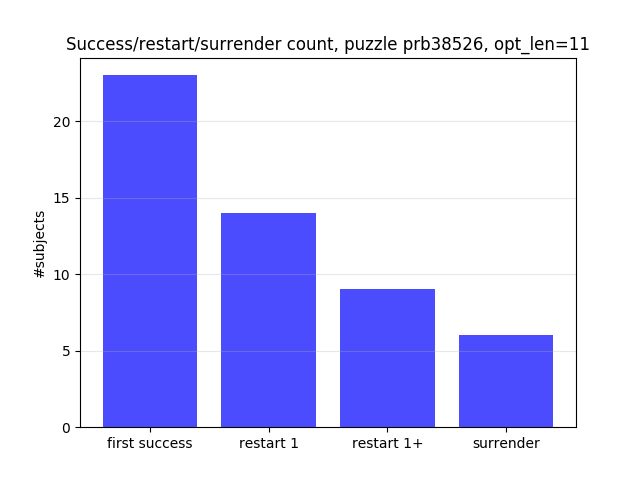 Success/restart/surrender count, puzzle prb38526, opt_len=11
#subjects
20
15
10
5
0
first success restart 1 restart 1+ surrender